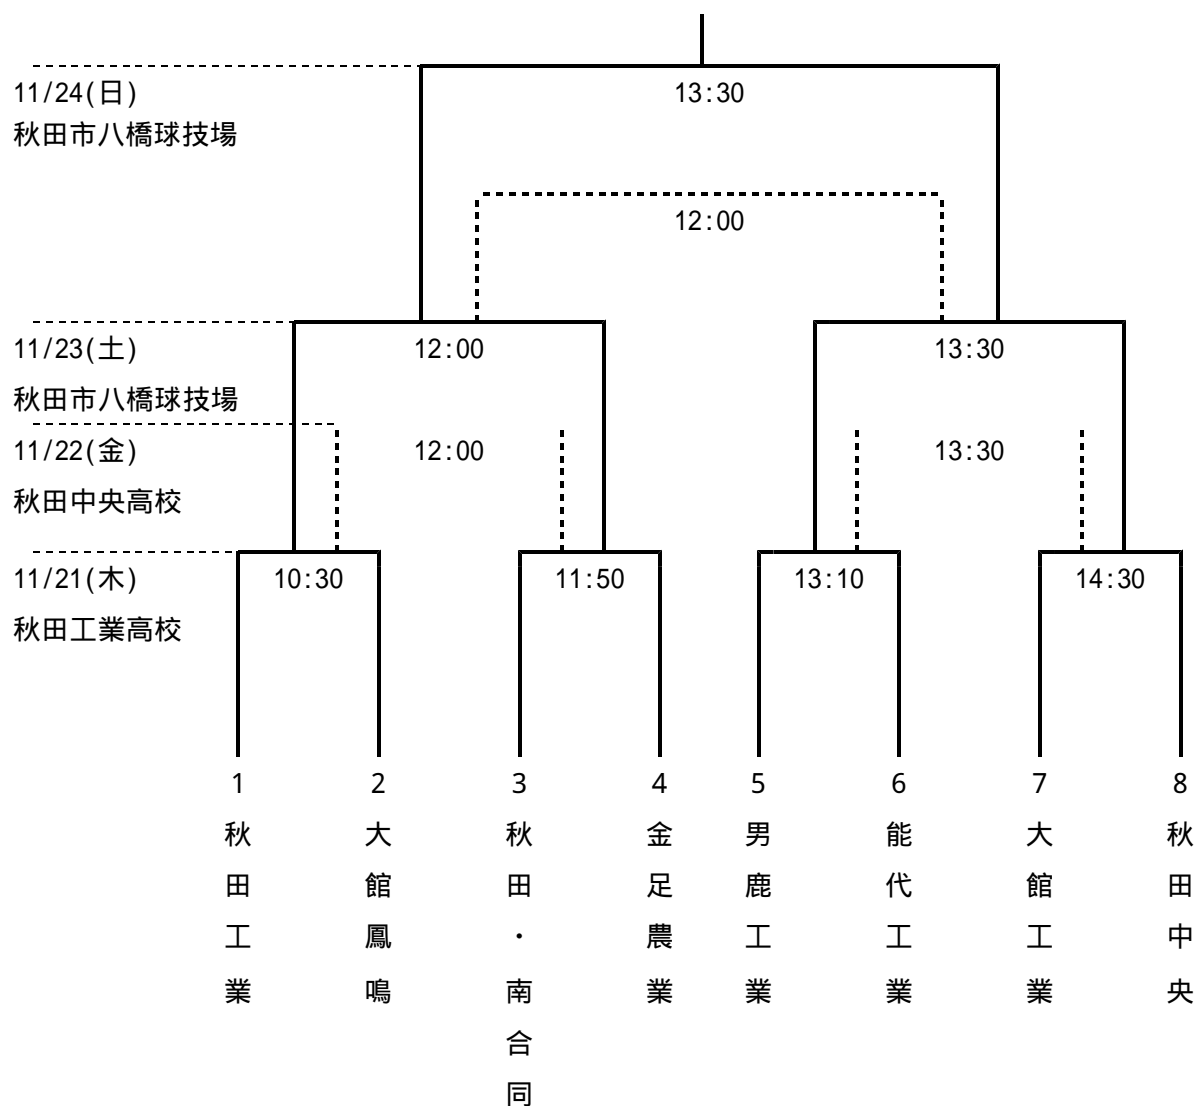 11/24(日)
13:30
秋田市八橋球技場
12:00
11/23(土)
12:00
13:30
秋田市八橋球技場
11/22(金)
12:00
13:30
秋田中央高校
11/21(木)
10:30
11:50
13:10
14:30
秋田工業高校
1
秋田工業
2
大館鳳鳴
3
秋田・南合同
4
金足農業
5
男鹿工業
6
能代工業
7
大館工業
8
秋田中央